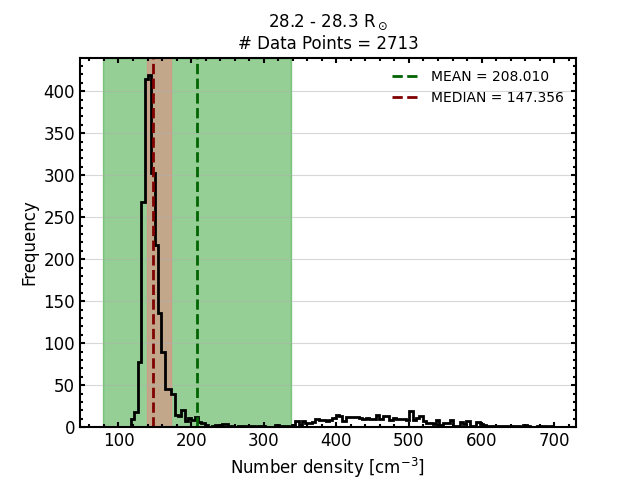 28.2 - 28.3 R⊙
# Data Points = 2713
MEAN = 208.010
MEDIAN = 147.356
Frequency
400
350
300
250
200
150
100
50
0
100 200 300 400 500 600 700
Number density [cm⁻³]